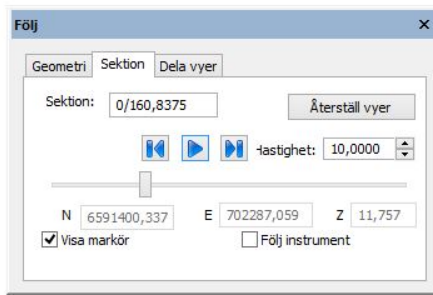 Följ
Geometri Sektion Dela vyer
Sektion: 0/160,8375 Återställ vyer
Hastighet: 10,0000
N 6591400,337 E 702287,059 Z 11,757
Visa markör Följ instrument